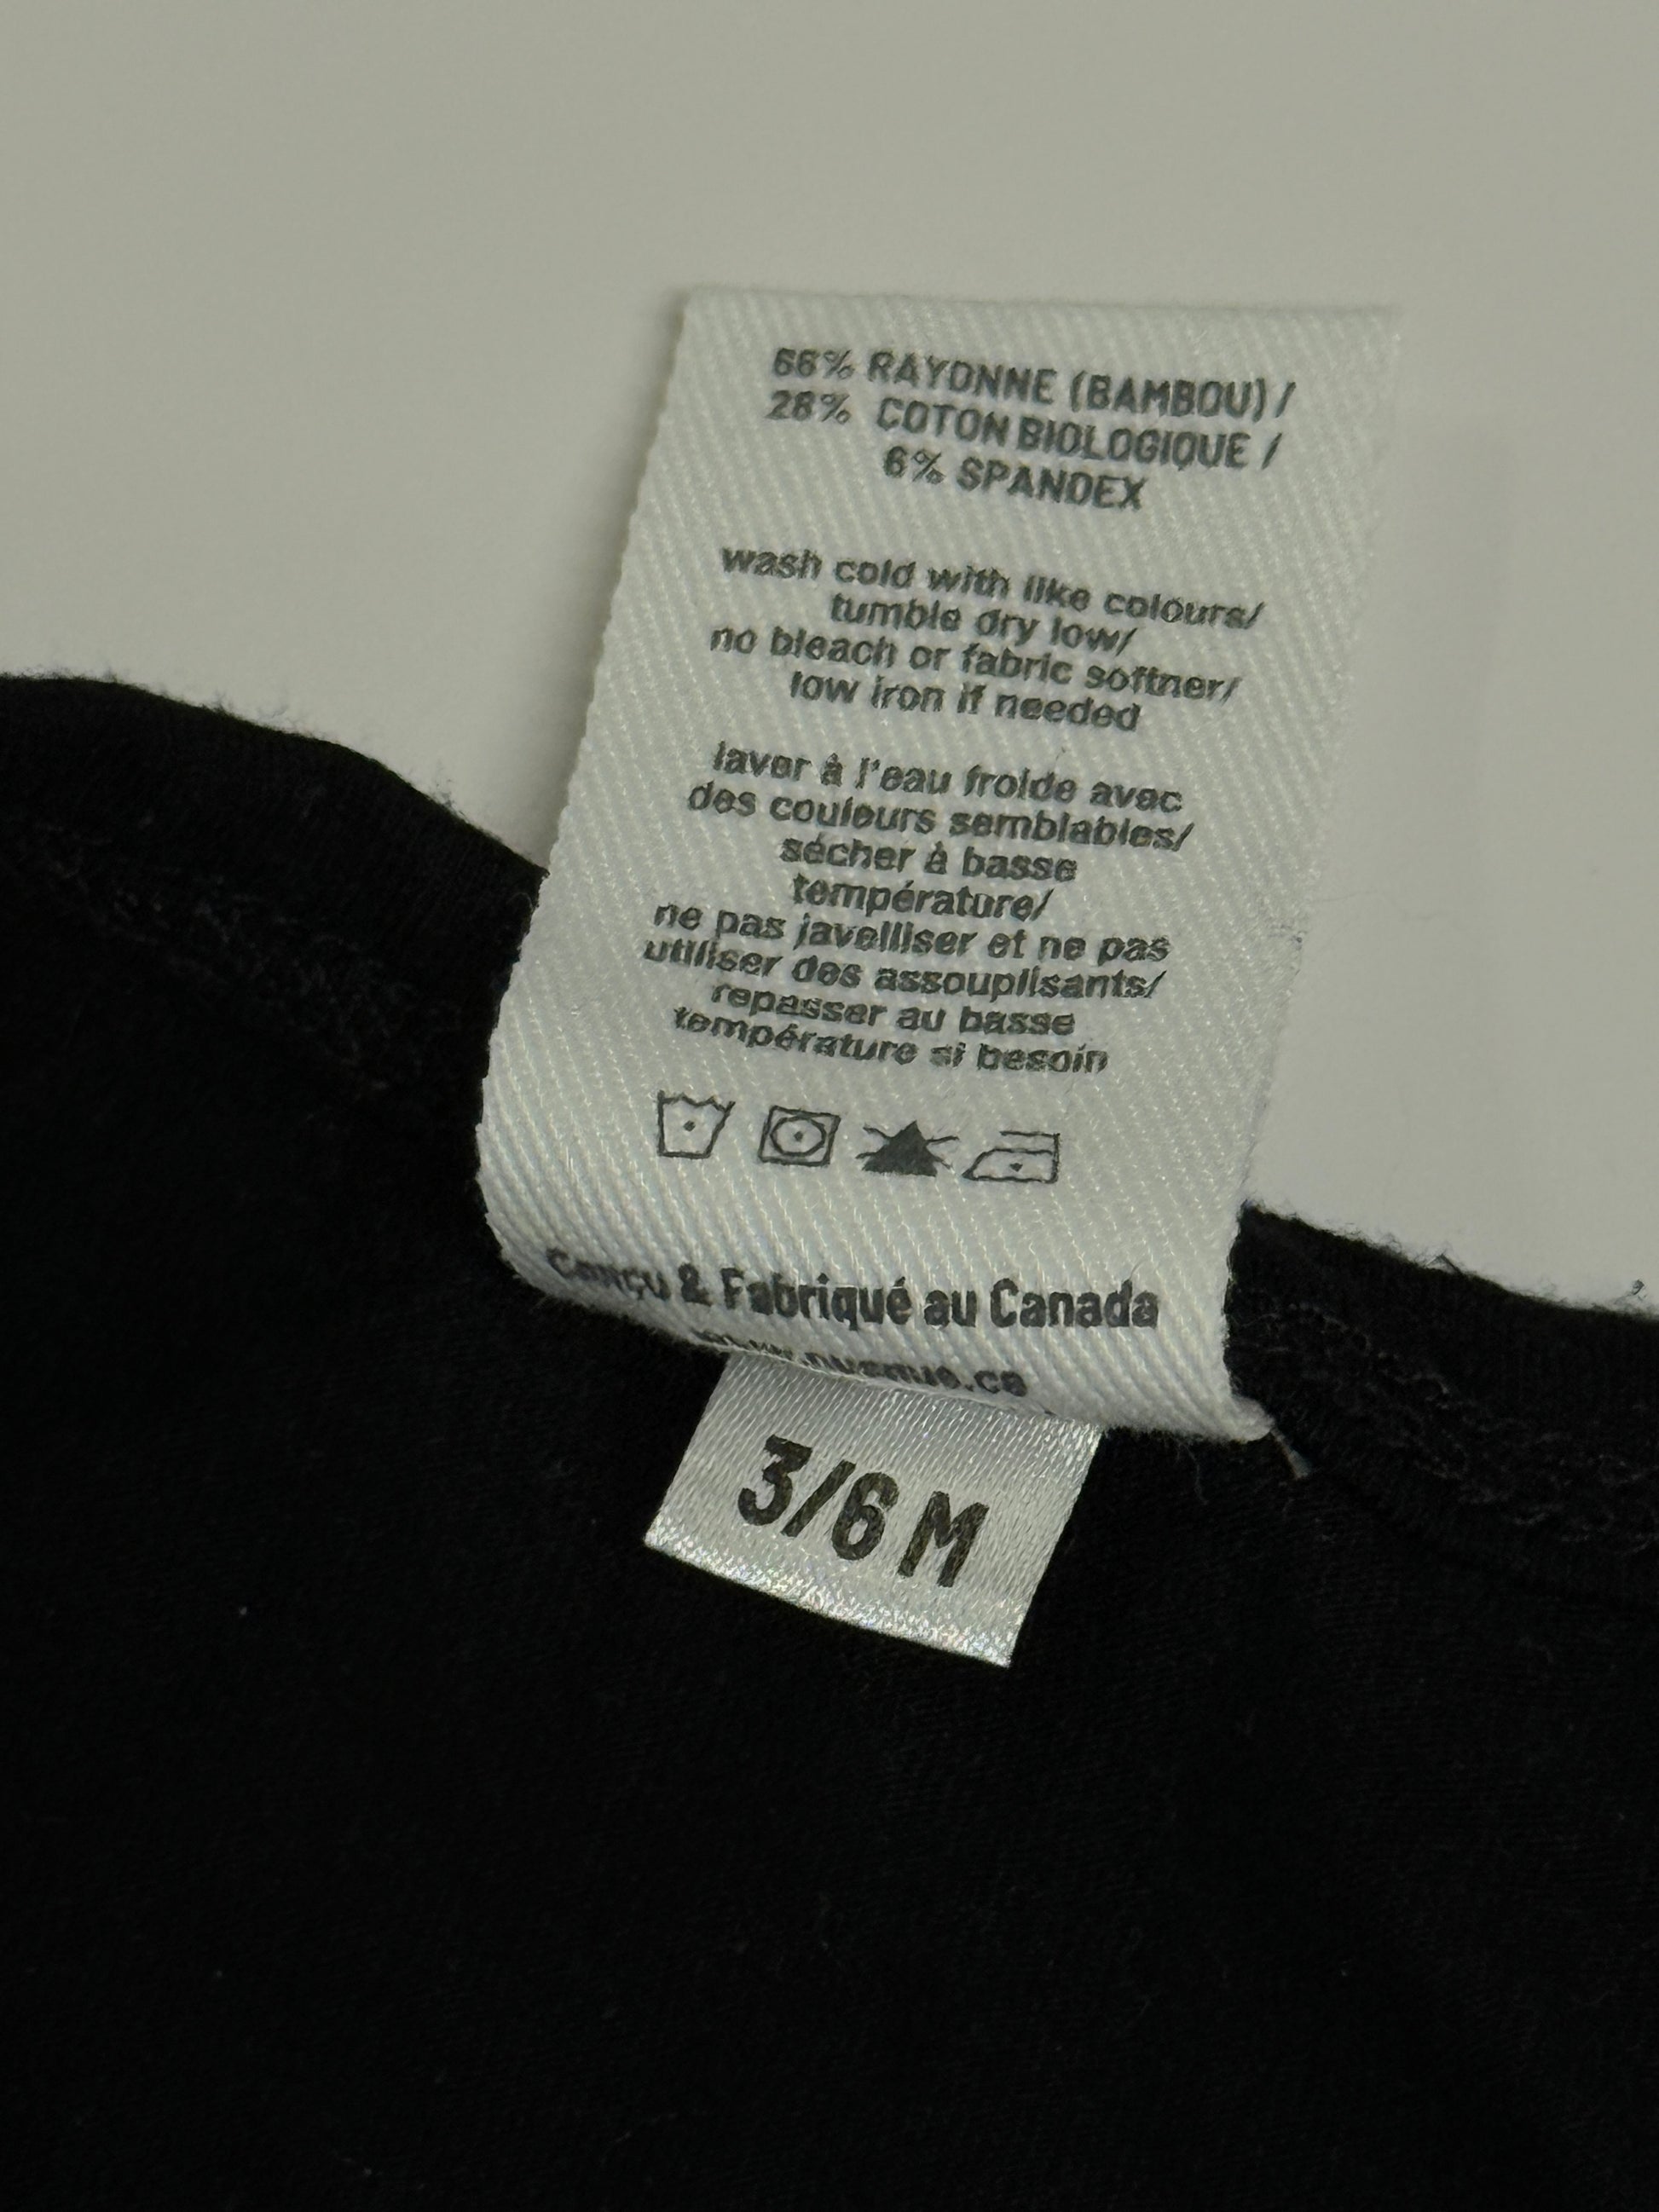 66% RAYONNE (BAMBOU) /
28% COTON BIOLOGIQUE /
6% SPANDEX
wash cold with like colours/
tumble dry low/
no bleach or fabric softner/
low iron if needed
laver à l'eau froide avec
des couleurs semblables/
sécher à basse
température/
ne pas javelliser et ne pas
utiliser des assouplisants/
repasser au basse
température si besoin
Conçu & Fabriqué au Canada
3/6 M